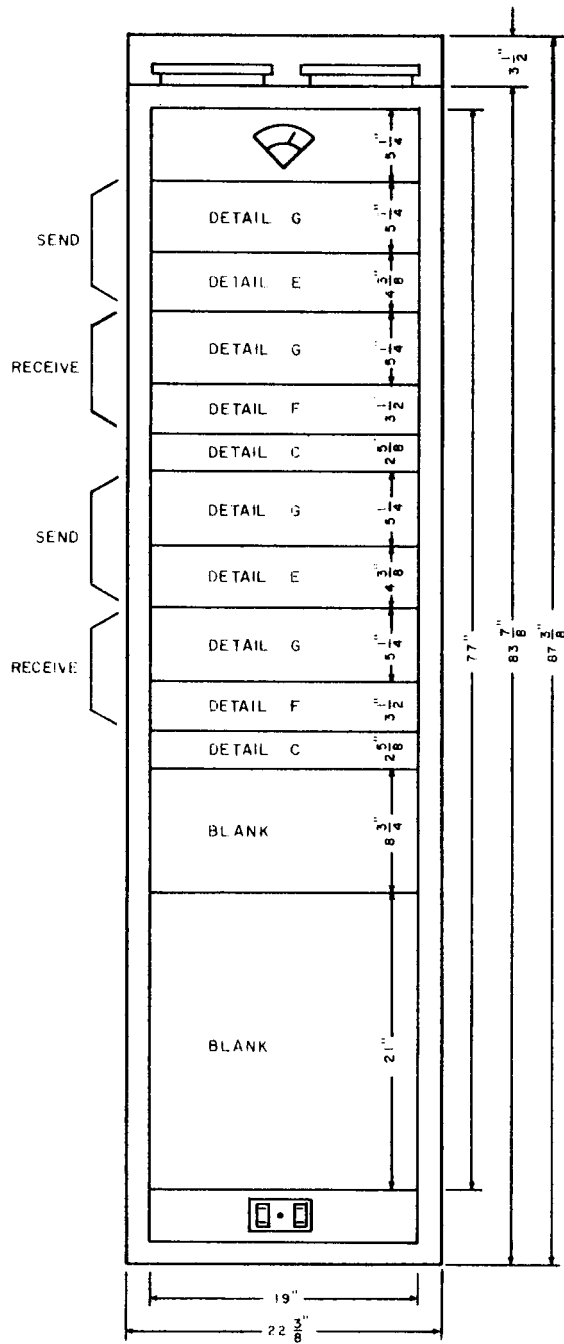 3 1/2"
5 1/4"
SEND
DETAIL G 5 1/4"
DETAIL E 4 3/8"
RECEIVE
DETAIL G 5 1/4"
DETAIL F 3 1/2"
DETAIL C 2 5/8"
SEND
DETAIL G 5 1/4"
DETAIL E 4 3/8"
RECEIVE
DETAIL G 5 1/4"
DETAIL F 3 1/2"
DETAIL C 2 5/8"
77"
83 7/8"
87 3/8"
BLANK 8 3/4"
BLANK 21"
19"
22 3/8"